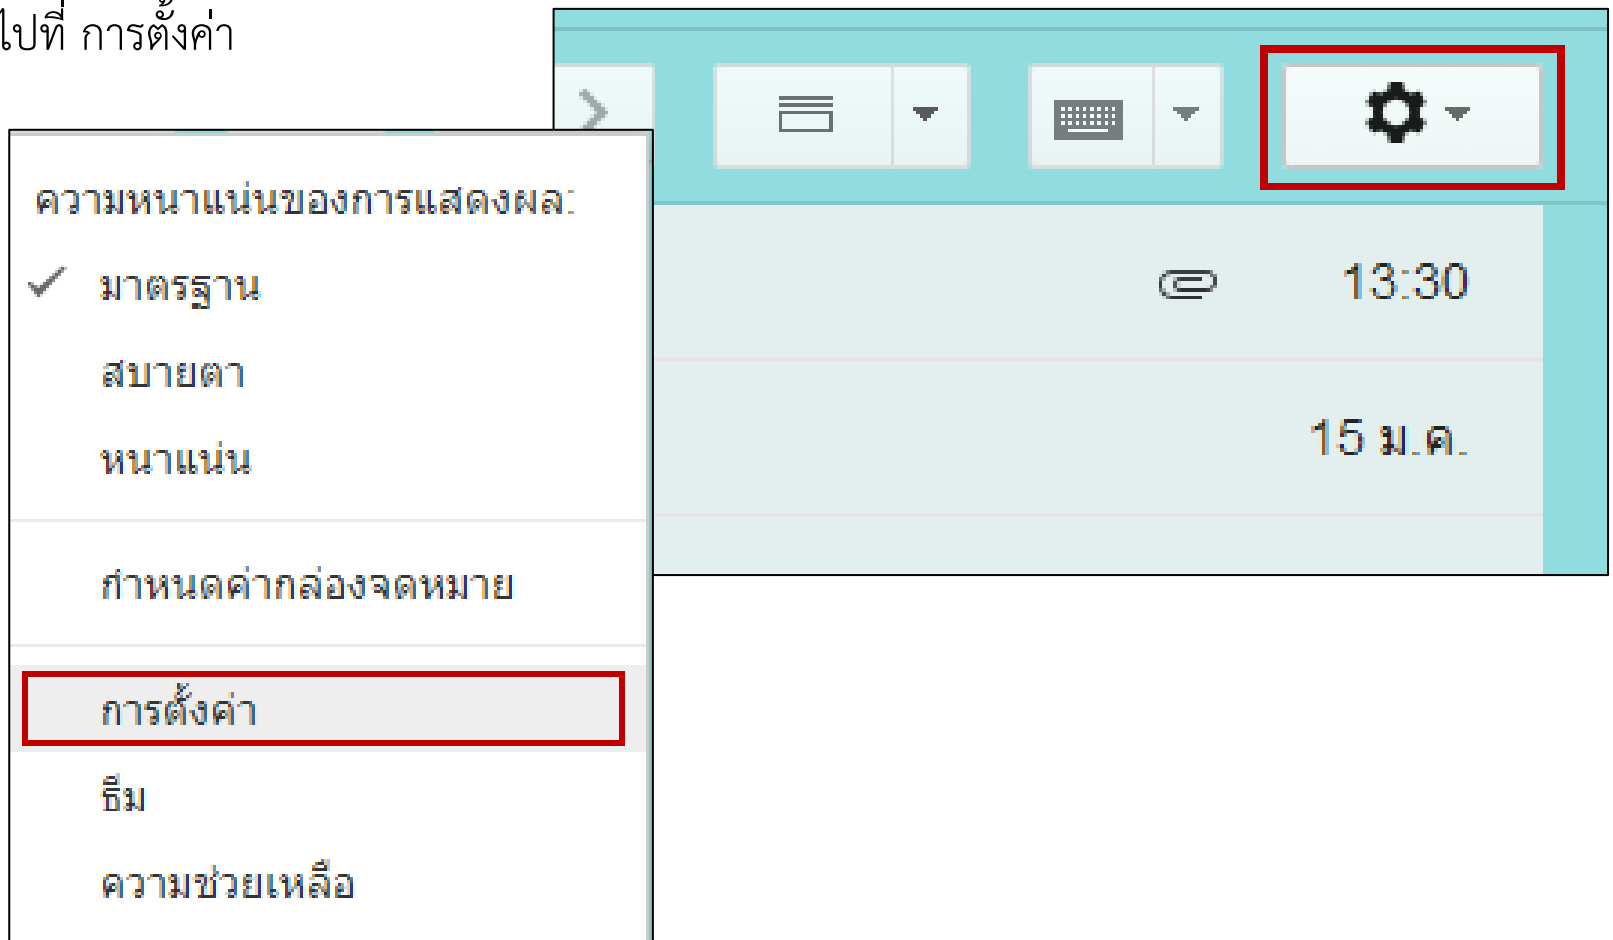 ไปที่ การตั้งค่า
13:30
15 ม.ค.
ความหนาแน่นของการแสดงผล:
มาตรฐาน
สบายตา
หนาแน่น
กำหนดค่ากล่องจดหมาย
การตั้งค่า
ธีม
ความช่วยเหลือ